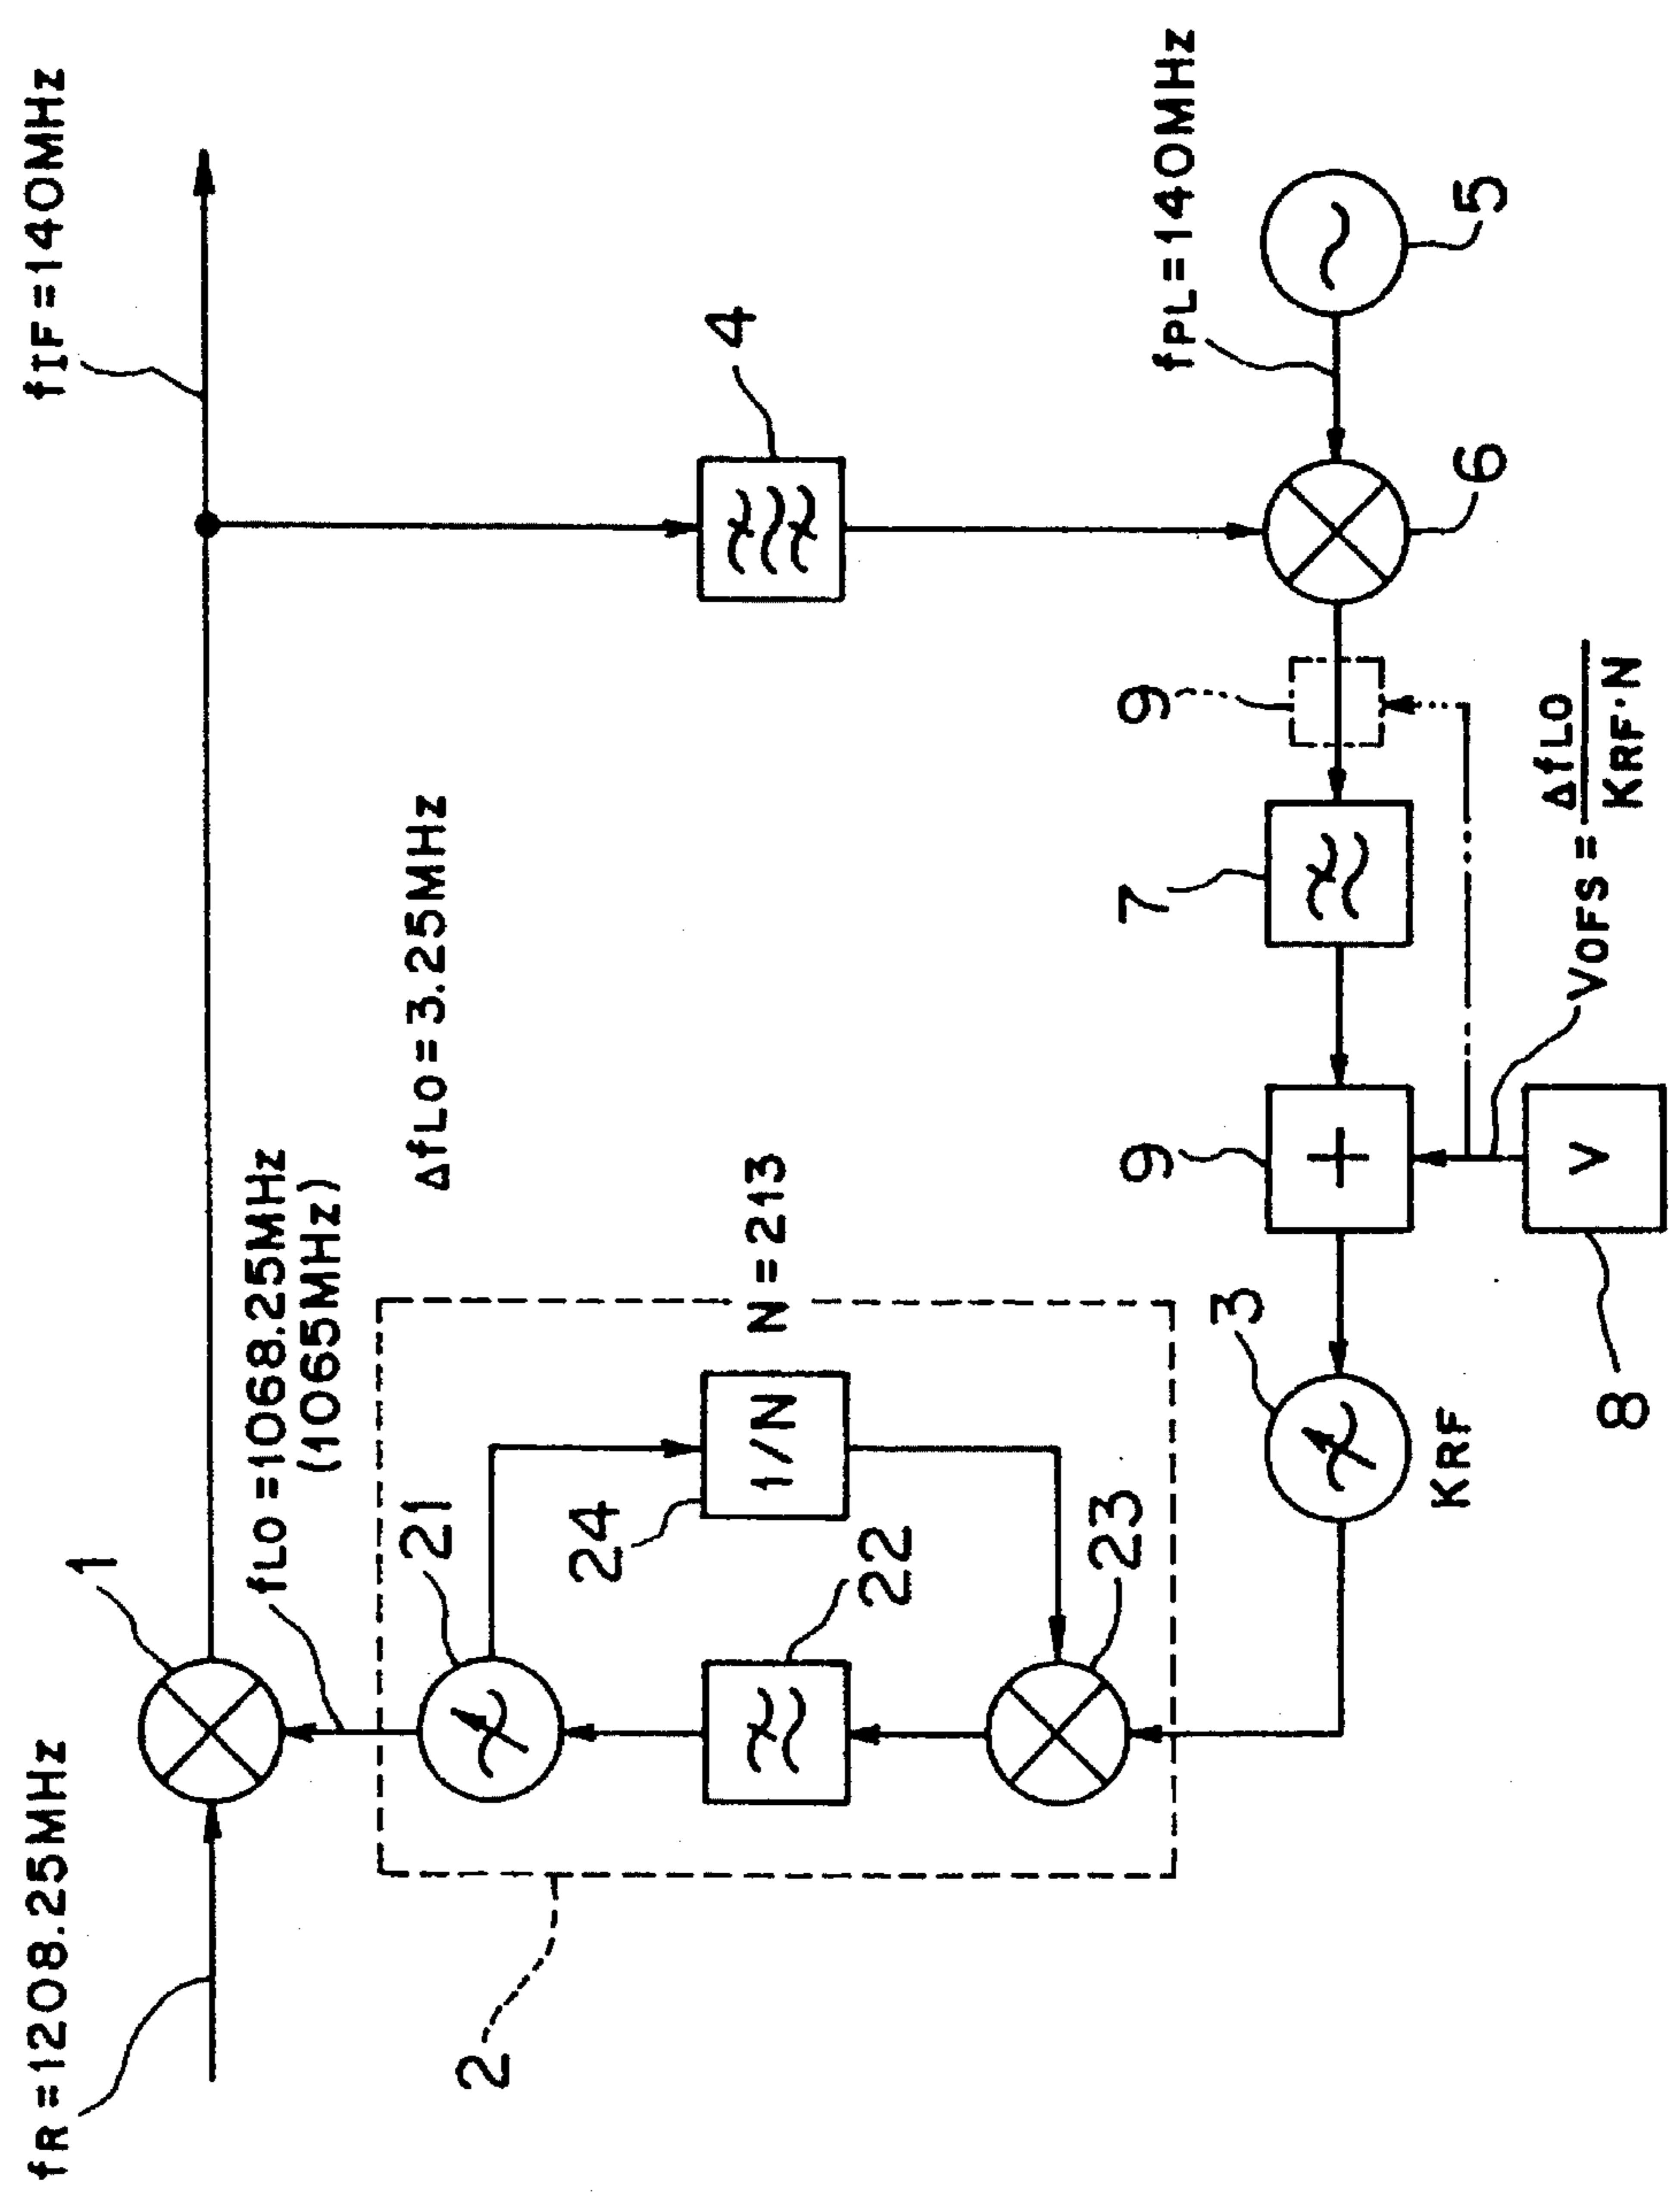 fR=1208.25MHz
fIF=140MHz
1
fLO=1068.25MHz
(1065MHz)
ΔfLO=3.25MHz
2
21
24
1/N
N=213
22
23
4
3
KRF
9
7
9
fPL=140MHz
5
6
8
V
VOFS=
ΔfLO
KRF·N